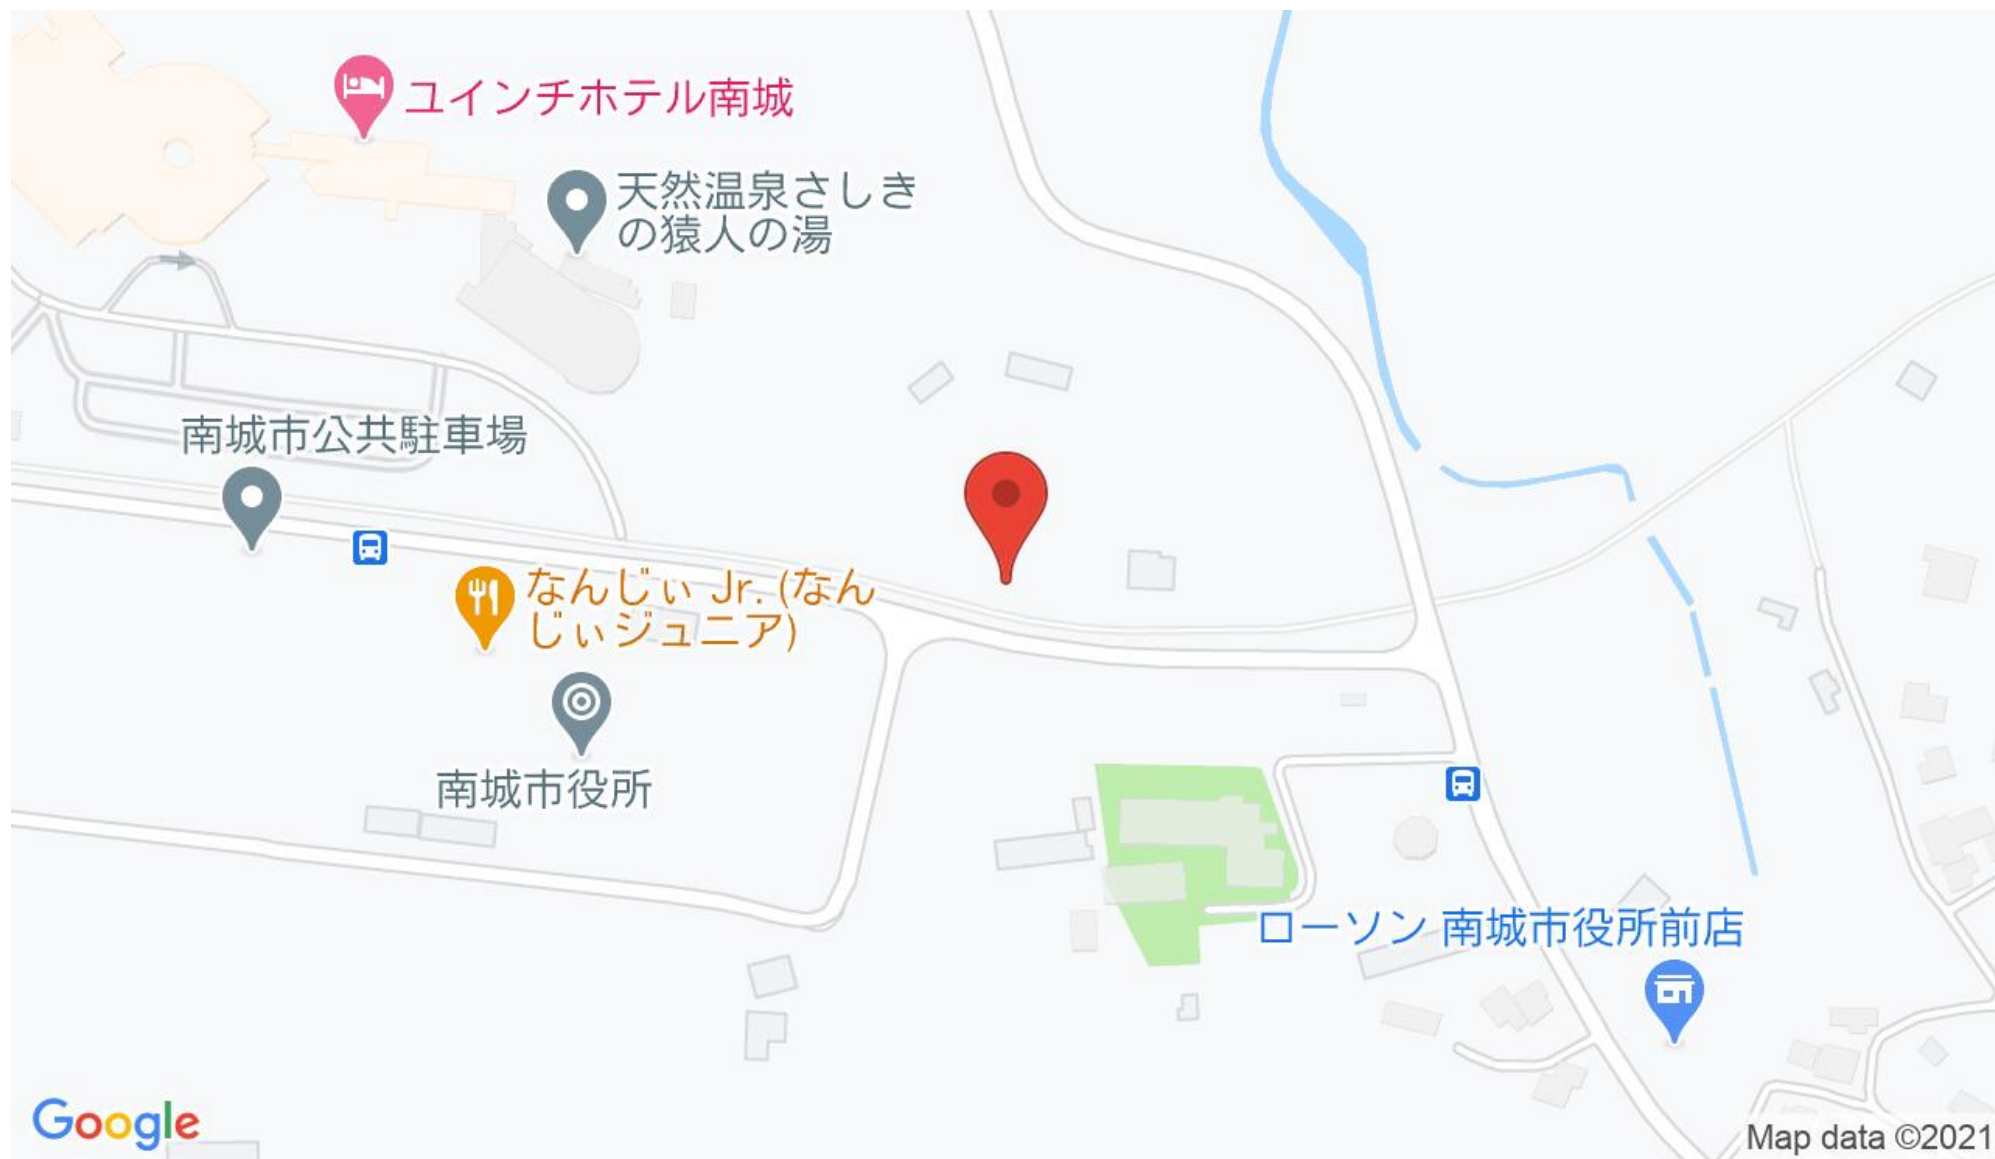 ユインチホテル南城
天然温泉さしき
の猿人の湯
南城市公共駐車場
なんじぃ Jr. (なん
じぃジュニア)
南城市役所
ローソン 南城市役所前店
Google
Map data ©2021